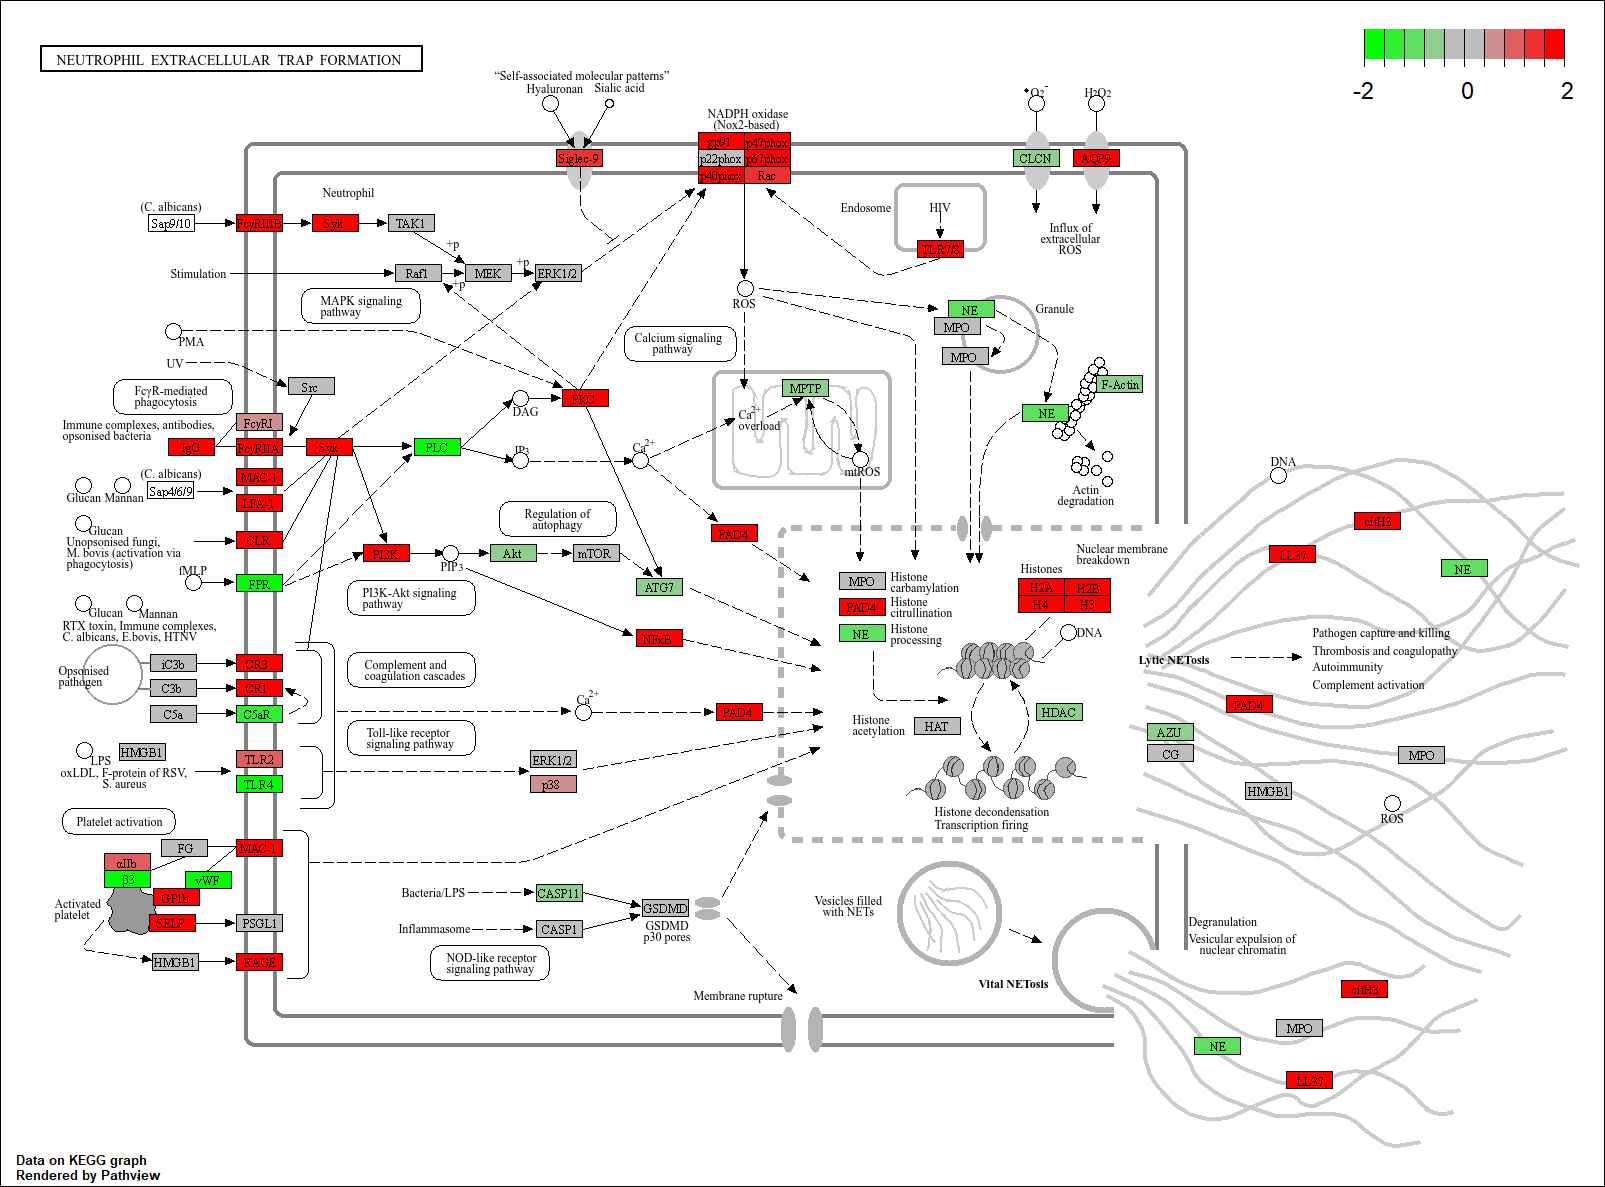 NEUTROPHIL EXTRACELLULAR TRAP FORMATION
-2
0
2
“Self-associated molecular patterns”
Hyaluronan
Sialic acid
NADPH oxidase
(Nox2-based)
gp91
p47phox
p22phox
p67phox
p40phox
Rac
Siglec-9
•O2-
H2O2
CLCN
AQP9
Influx of
extracellular
ROS
Neutrophil
(C. albicans)
Sap9/10
FcγRIIIB
Syk
TAK1
+p
Stimulation
Raf1
MEK
+p
ERK1/2
+p
MAPK signaling
pathway
Endosome
HIV
TLR7/8
ROS
Calcium signaling
pathway
NE
MPO
MPO
Granule
PMA
UV
Src
FcγR-mediated
phagocytosis
FcγRI
Immune complexes, antibodies,
opsonised bacteria
IgG
FcγRIIA
Syk
PLC
DAG
PKC
IP3
Ca2+
Ca2+
overload
MPTP
mtROS
NE
F-Actin
Actin
degradation
(C. albicans)
Glucan
Mannan
Sap4/6/9
MAC-1
LFA-1
Glucan
Unopsonised fungi,
M. bovis (activation via
phagocytosis)
CLR
fMLP
FPR
Regulation of
autophagy
PI3K
PIP3
Akt
mTOR
ATG7
PAD4
PI3K-Akt signaling
pathway
NFκB
Glucan
Mannan
RTX toxin, Immune complexes,
C. albicans, E.bovis, HTNV
Opsonised
pathogen
iC3b
C3b
C5a
CR3
CR1
C5aR
Complement and
coagulation cascades
Ca2+
PAD4
Toll-like receptor
signaling pathway
LPS
HMGB1
oxLDL, F-protein of RSV,
S. aureus
TLR2
TLR4
ERK1/2
p38
Nuclear membrane
breakdown
MPO
Histone
carbamylation
PAD4
Histone
citrullination
NE
Histone
processing
Histones
H2A
H2B
H4
H3
DNA
Histone
acetylation
HAT
HDAC
Histone decondensation
Transcription firing
DNA
citH3
LL37
NE
Lytic NETosis
Pathogen capture and killing
Thrombosis and coagulopathy
Autoimmunity
Complement activation
PAD4
AZU
CG
MPO
HMGB1
ROS
Platelet activation
FG
MAC-1
αIIb
β3
vWF
GP1b
SELP
PSGL1
Activated
platelet
HMGB1
RAGE
Bacteria/LPS
CASP11
Inflammasome
CASP1
GSDMD
GSDMD
p30 pores
NOD-like receptor
signaling pathway
Membrane rupture
Vesicles filled
with NETs
Vital NETosis
Degranulation
Vesicular expulsion of
nuclear chromatin
citH3
MPO
NE
LL37
Data on KEGG graph
Rendered by Pathview